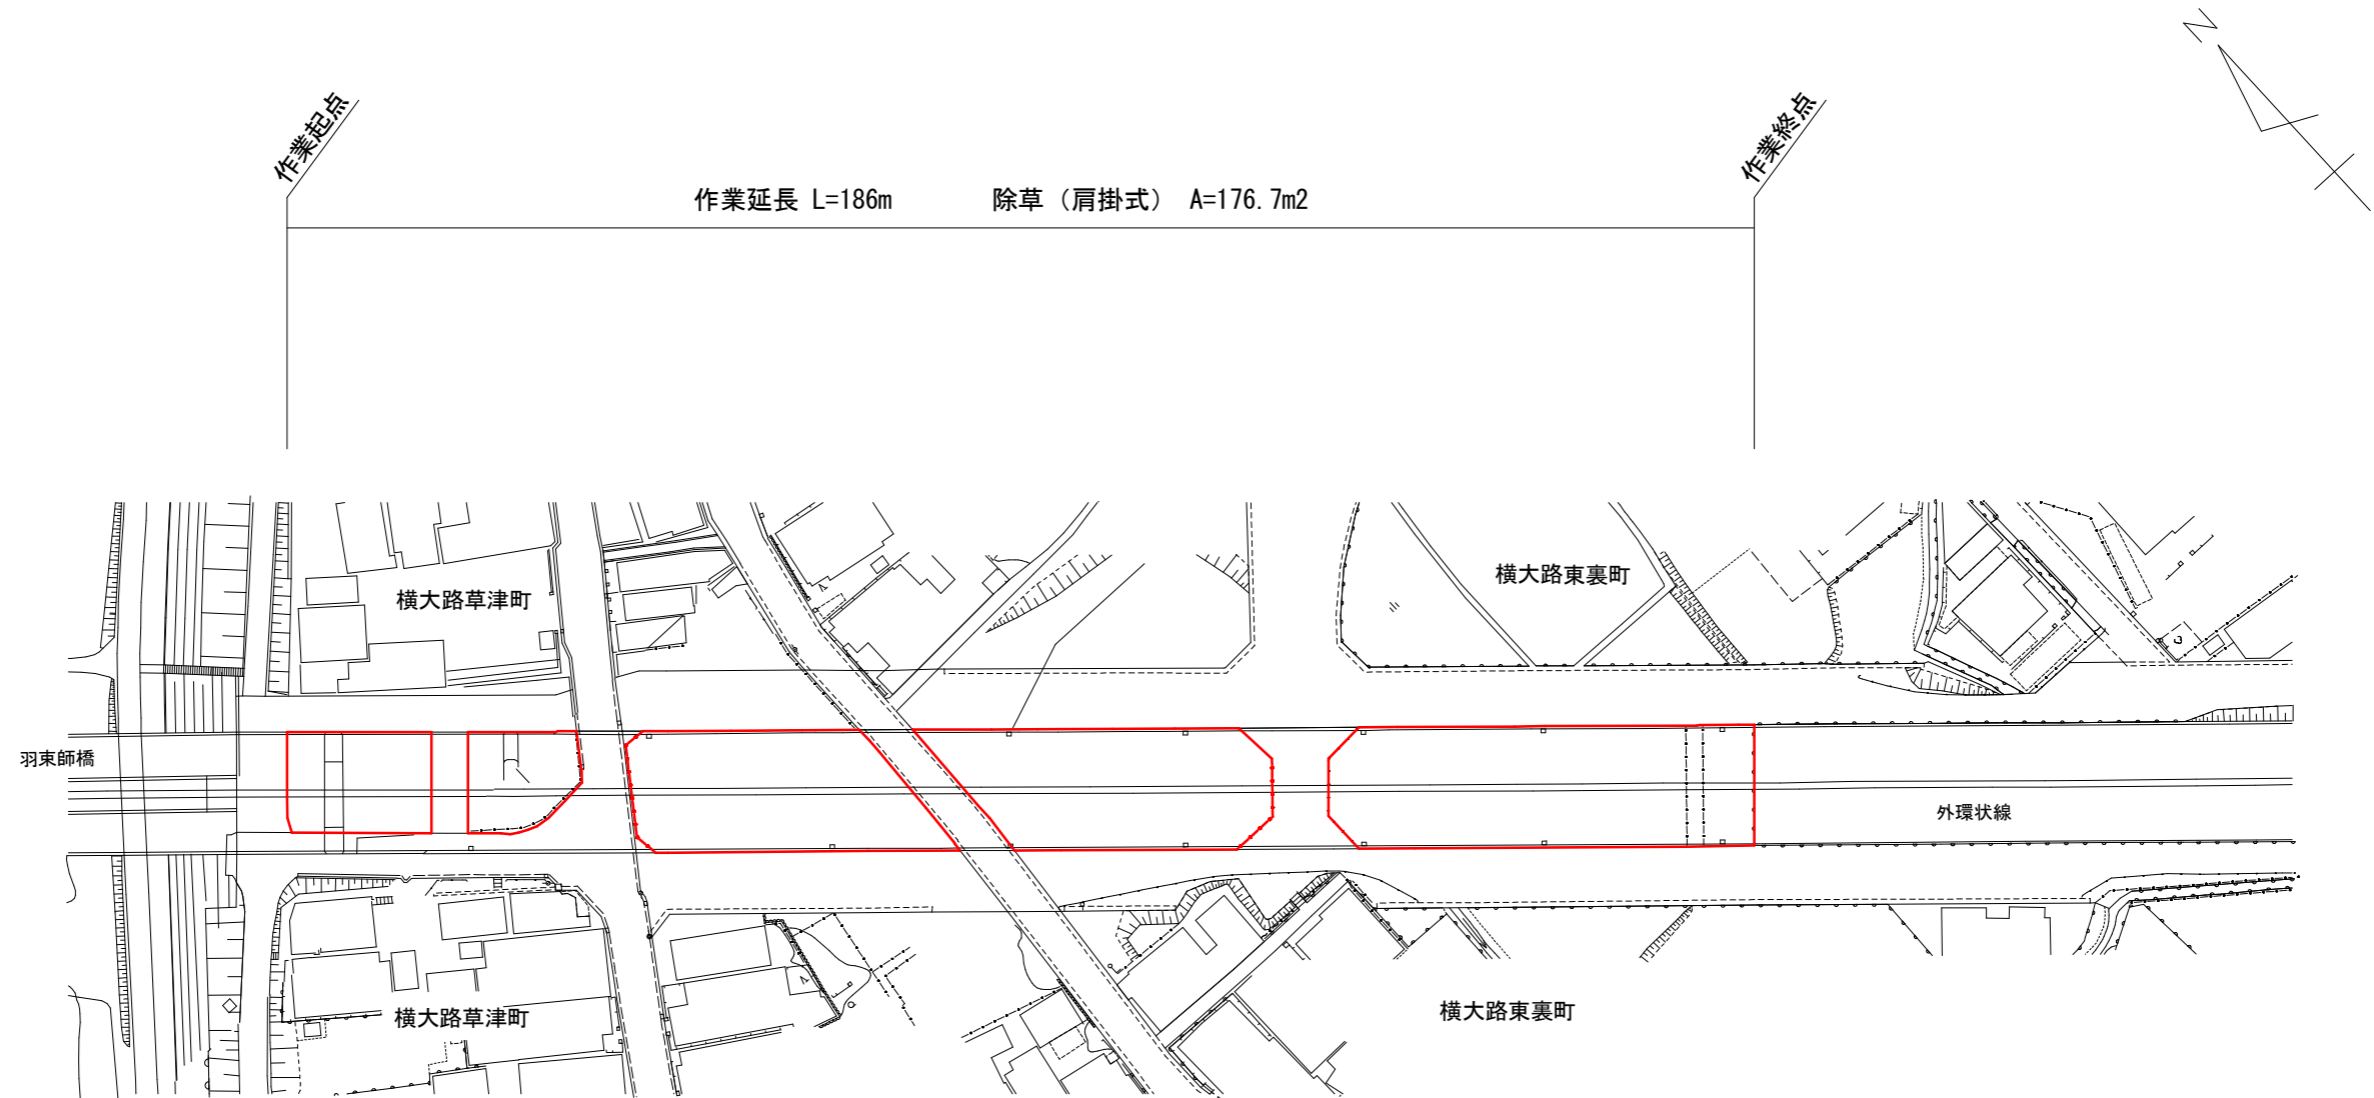 N
作業起点
作業終点
作業延長 L=186m 除草（肩掛式） A=176.7m2
横大路東裏町
横大路草津町
羽束師橋
外環状線
横大路東裏町
横大路草津町